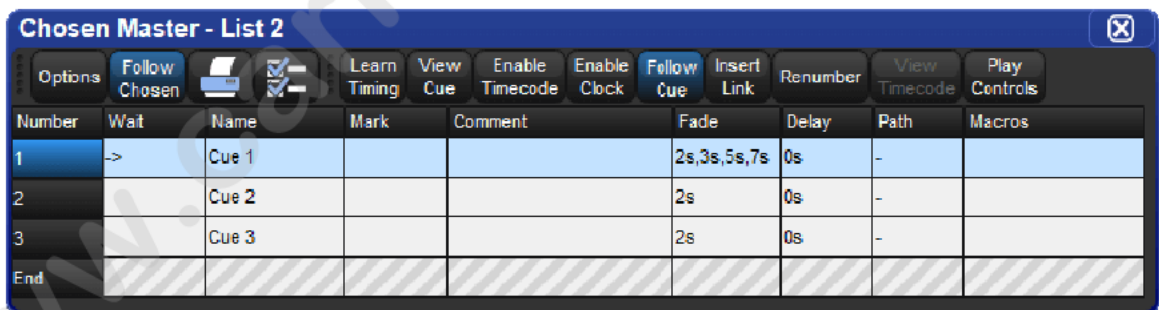 Chosen Master - List 2
Options Follow Chosen Learn Timing View Cue Enable Timecode Enable Clock Follow Cue Insert Link Renumber View Timecode Play Controls
Number Wait Name Mark Comment Fade Delay Path Macros
1 -> Cue 1 2s,3s,5s,7s 0s -
2 Cue 2 2s 0s -
3 Cue 3 2s 0s -
End